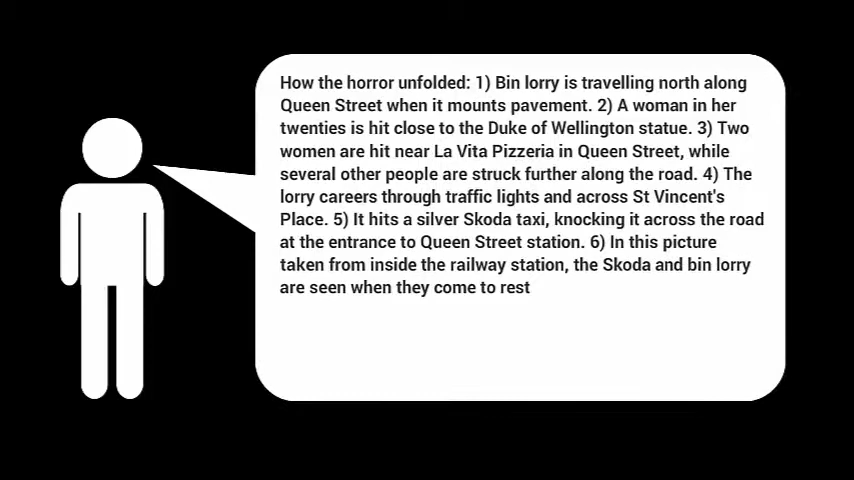 How the horror unfolded: 1) Bin lorry is travelling north along
Queen Street when it mounts pavement. 2) A woman in her
twenties is hit close to the Duke of Wellington statue. 3) Two
women are hit near La Vita Pizzeria in Queen Street, while
several other people are struck further along the road. 4) The
lorry careers through traffic lights and across St Vincent's
Place. 5) It hits a silver Skoda taxi, knocking it across the road
at the entrance to Queen Street station. 6) In this picture
taken from inside the railway station, the Skoda and bin lorry
are seen when they come to rest